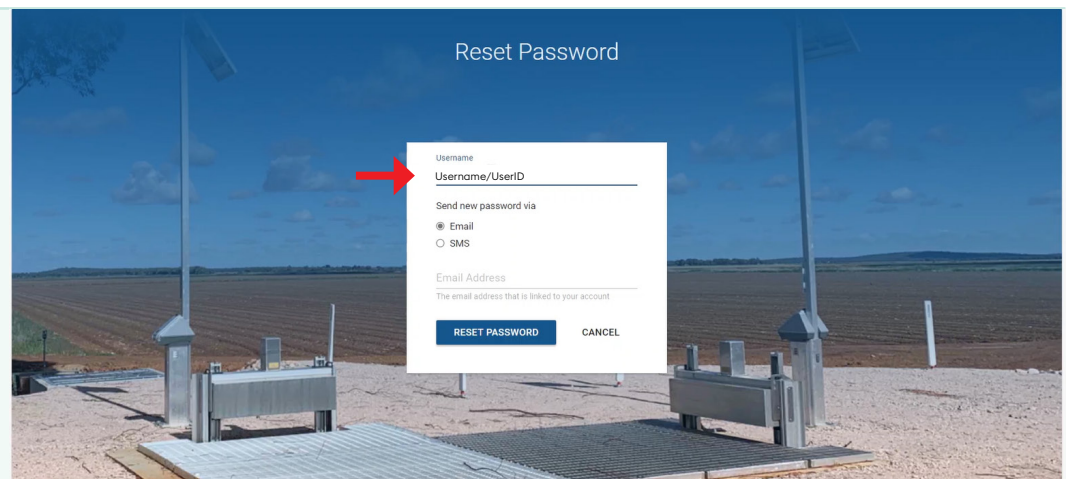 Reset Password
Username
Username/UserID
Send new password via
Email
SMS
Email Address
The email address that is linked to your account
RESET PASSWORD
CANCEL